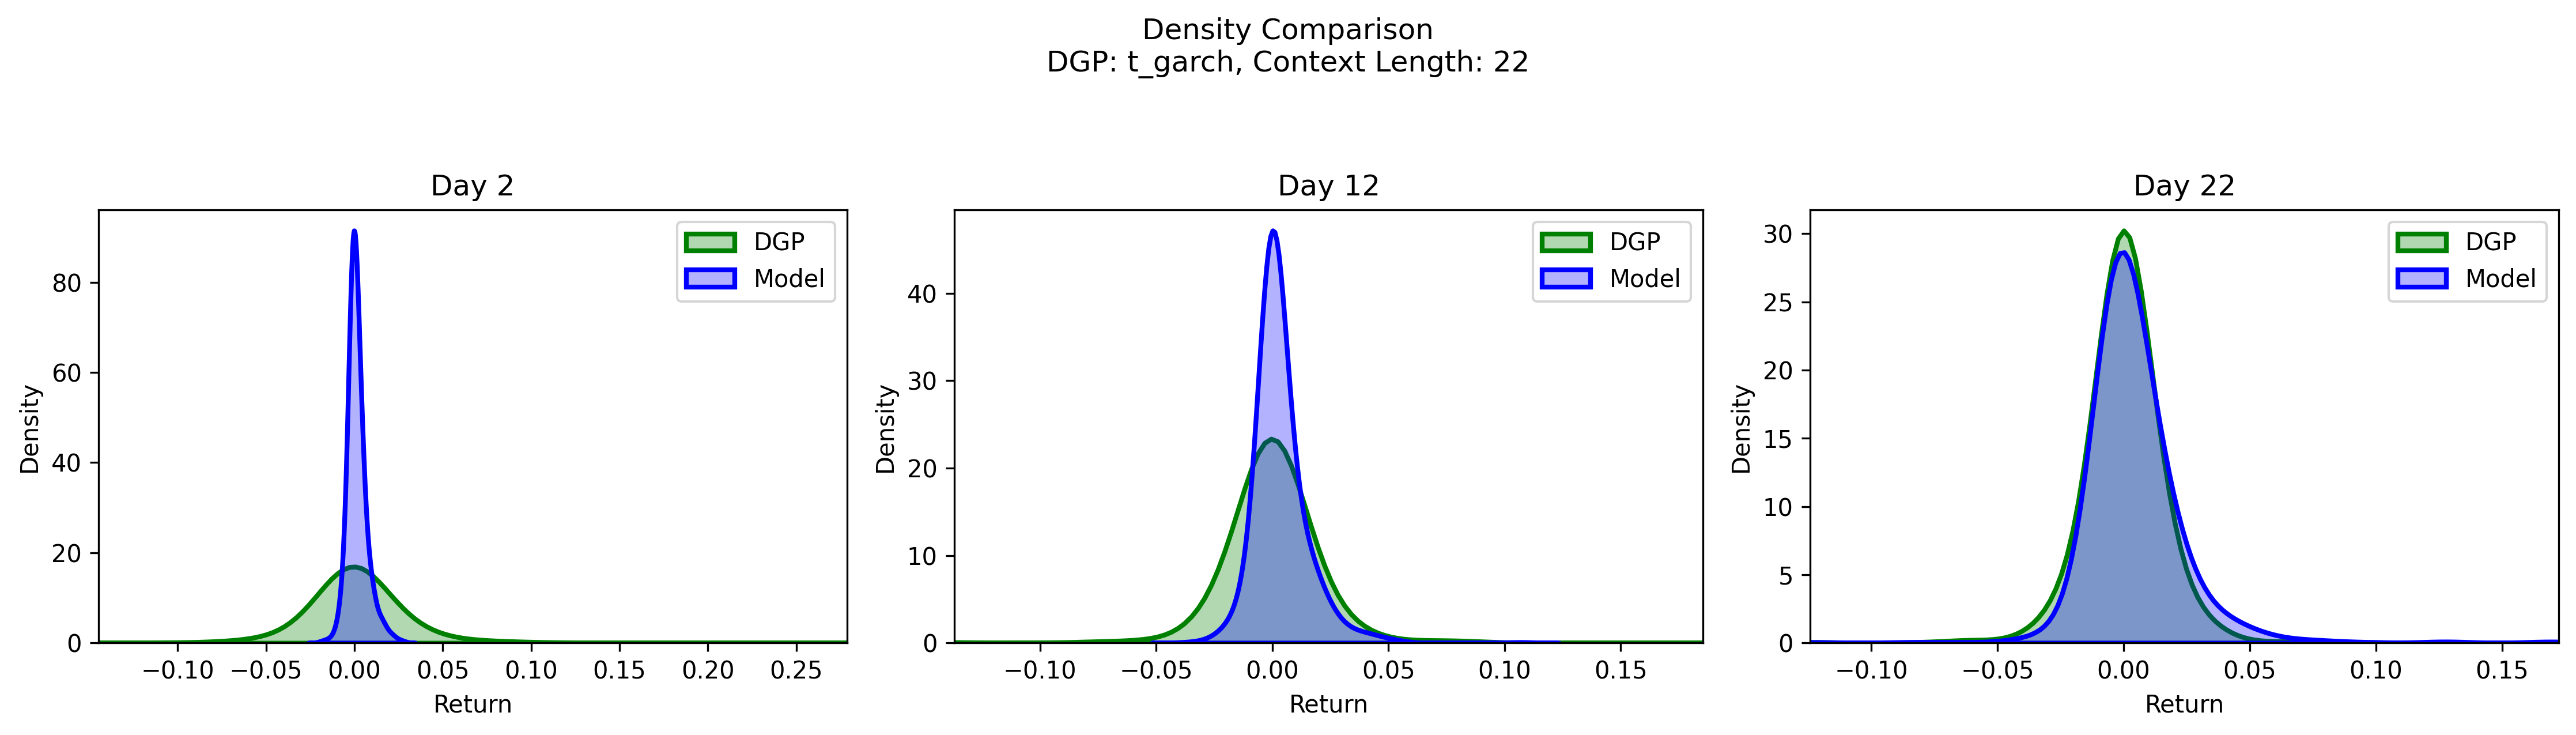 Density Comparison
DGP: t_garch, Context Length: 22
Day 2
Density
80
60
40
20
0
−0.10 −0.05 0.00 0.05 0.10 0.15 0.20 0.25
Return
DGP
Model
Day 12
Density
40
30
20
10
0
−0.10 −0.05 0.00 0.05 0.10 0.15
Return
DGP
Model
Day 22
Density
30
25
20
15
10
5
0
−0.10 −0.05 0.00 0.05 0.10 0.15
Return
DGP
Model